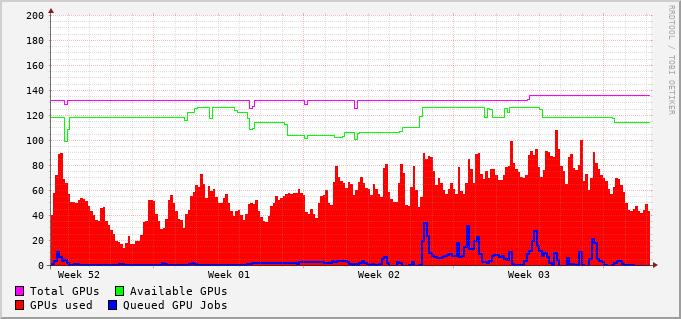 200
180
160
140
120
100
80
60
40
20
0
Week 52 Week 01 Week 02 Week 03
Total GPUs Available GPUs
GPUs used Queued GPU Jobs
RRDTOOL / TOBI OETIKER